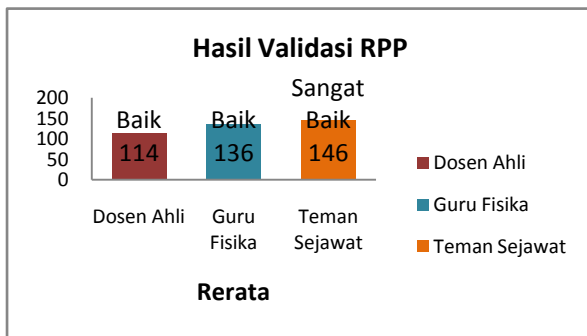 Hasil Validasi RPP
200
150
100
50
0
Baik
Baik
Sangat
Baik
114
136
146
Dosen Ahli
Guru
Fisika
Teman
Sejawat
Rerata
Dosen Ahli
Guru Fisika
Teman Sejawat